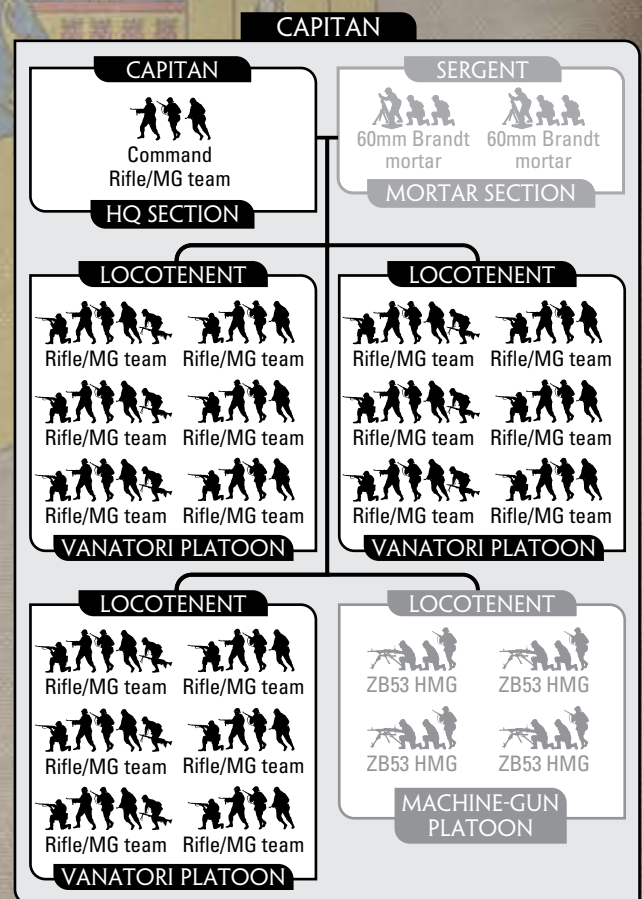 CAPITAN
CAPITAN
Command
Rifle/MG team
HQ SECTION
SERGENT
60mm Brandt mortar
60mm Brandt mortar
MORTAR SECTION
LOCOTENENT
Rifle/MG team Rifle/MG team
Rifle/MG team Rifle/MG team
Rifle/MG team Rifle/MG team
VANATORI PLATOON
LOCOTENENT
Rifle/MG team Rifle/MG team
Rifle/MG team Rifle/MG team
Rifle/MG team Rifle/MG team
VANATORI PLATOON
LOCOTENENT
Rifle/MG team Rifle/MG team
Rifle/MG team Rifle/MG team
Rifle/MG team Rifle/MG team
VANATORI PLATOON
LOCOTENENT
ZB53 HMG ZB53 HMG
ZB53 HMG ZB53 HMG
MACHINE-GUN
PLATOON